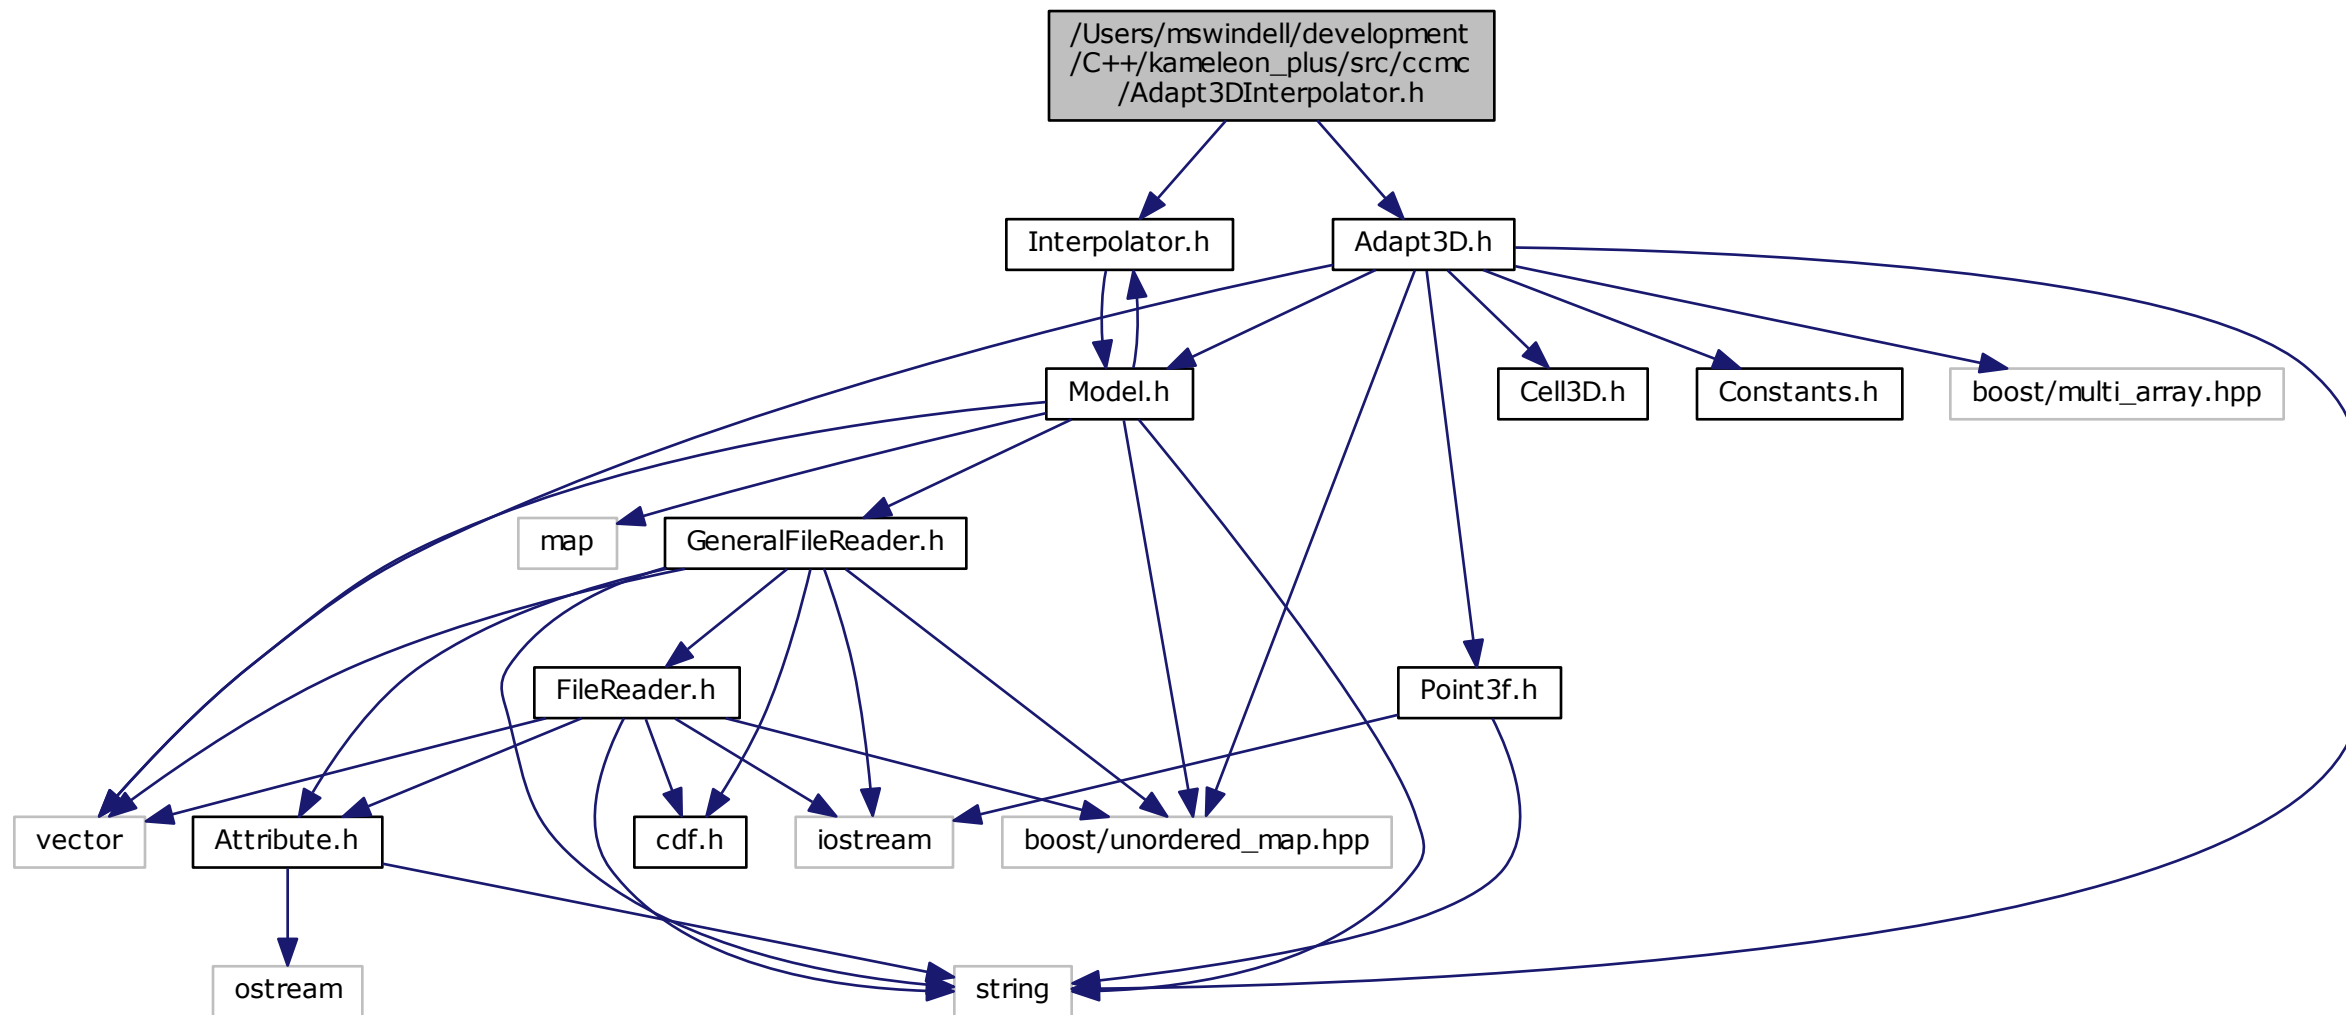 /Users/mswindell/development
/C++/kameleon_plus/src/ccmc
/Adapt3DInterpolator.h
Interpolator.h
Adapt3D.h
Model.h
Cell3D.h
Constants.h
boost/multi_array.hpp
map
GeneralFileReader.h
FileReader.h
Point3f.h
vector
Attribute.h
cdf.h
iostream
boost/unordered_map.hpp
ostream
string